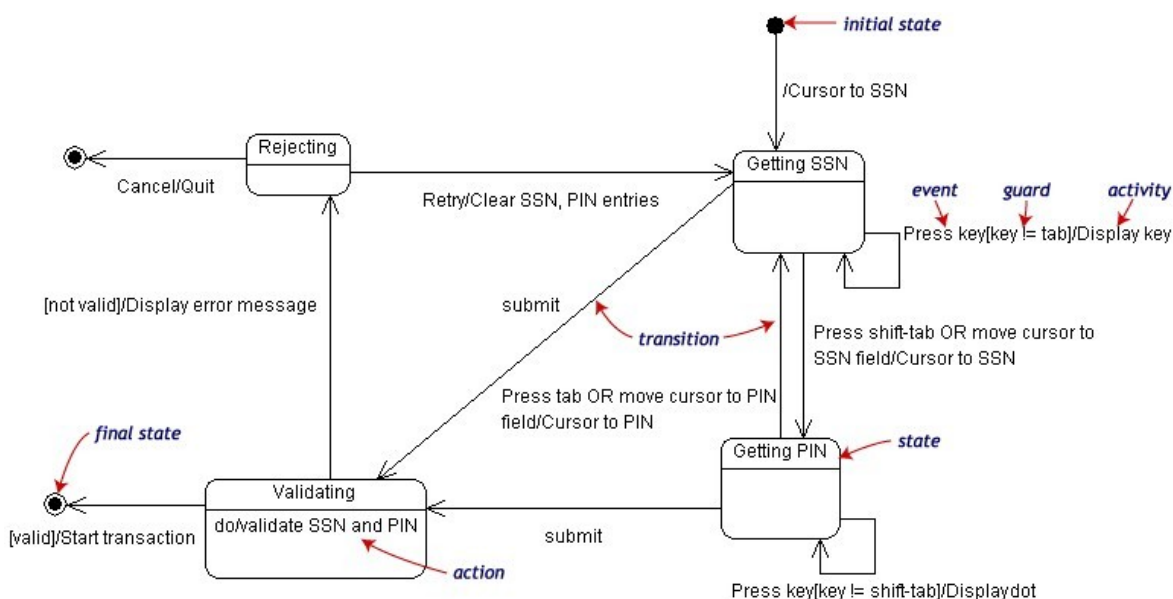 initial state
/Cursor to SSN
Rejecting
Getting SSN
Cancel/Quit
Retry/Clear SSN, PIN entries
event
guard
activity
Press key[key != tab]/Display key
[not valid]/Display error message
submit
transition
Press shift-tab OR move cursor to
SSN field/Cursor to SSN
Press tab OR move cursor to PIN
field/Cursor to PIN
final state
Getting PIN
state
Validating
do/validate SSN and PIN
[valid]/Start transaction
submit
action
Press key[key != shift-tab]/Displaydot